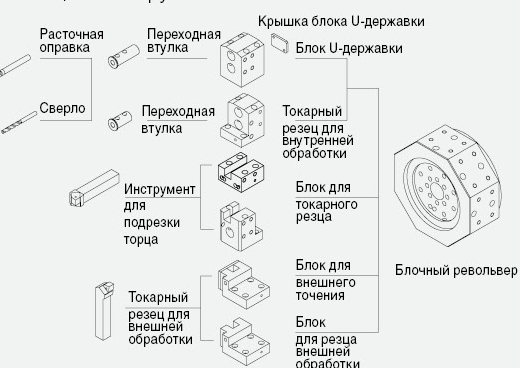 Крышка блока U-державки
Расточная
оправка
Переходная
втулка
Блок U-державки
Сверло
Переходная
втулка
Токарный
резец для
внутренней
обработки
Инструмент
для
подрезки
торца
Блок для
токарного
резца
Блочный револьвер
Токарный
резец для
внешней
обработки
Блок для
внешнего
точения
Блок
для резца
внешней
обработки